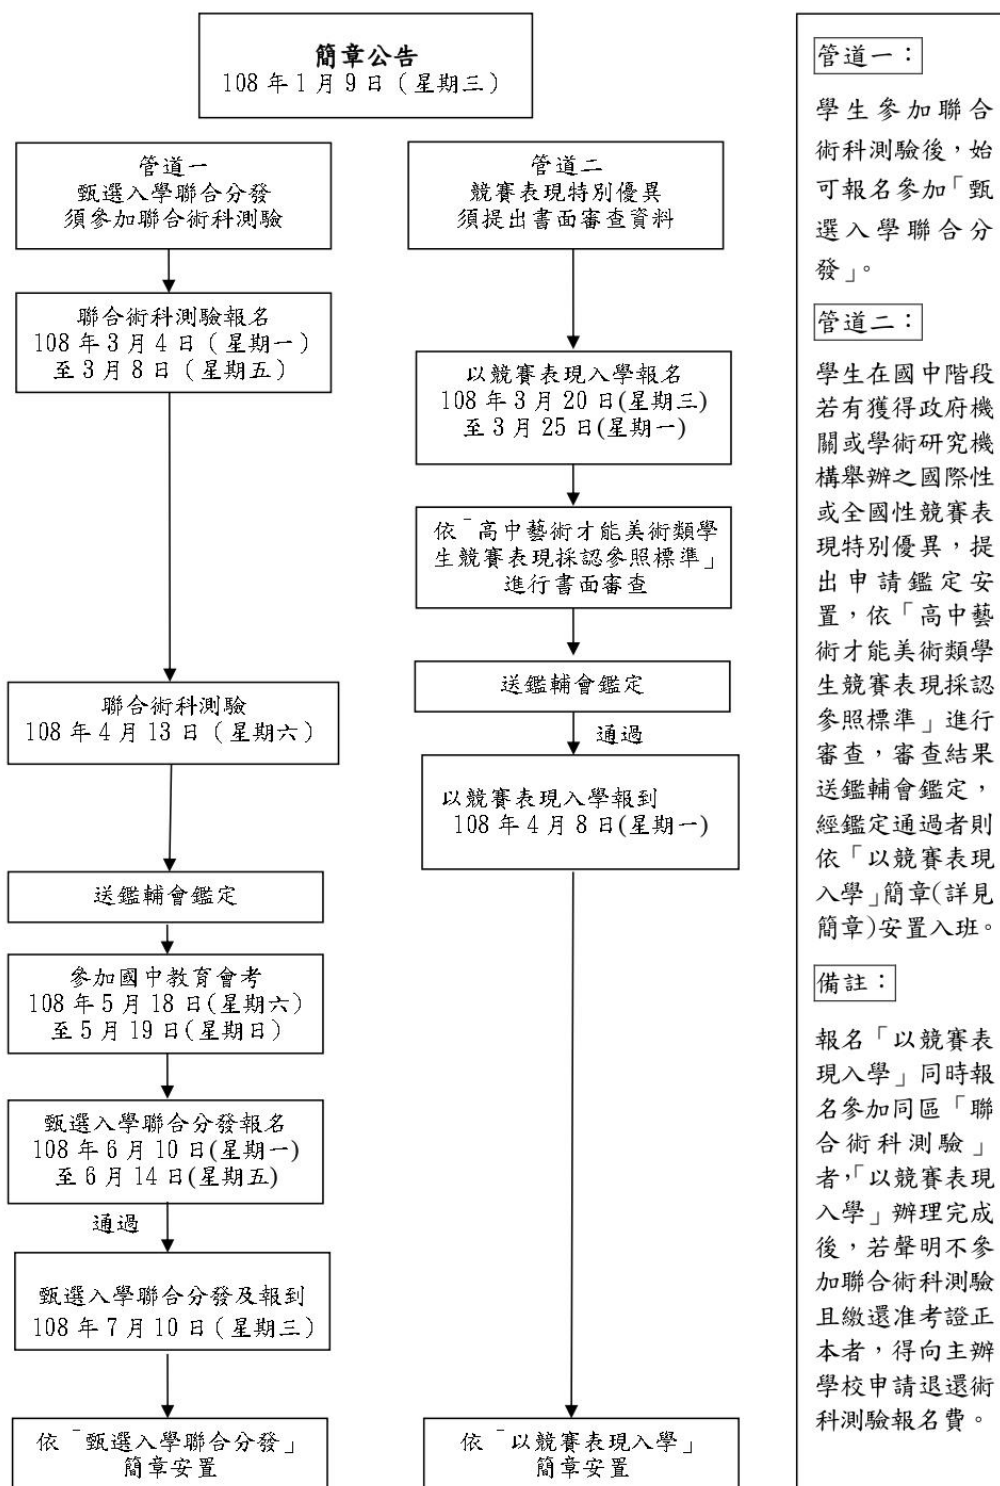 簡章公告
108 年 1 月 9 日（星期三）
管道一
甄選入學聯合分發
須參加聯合術科測驗
聯合術科測驗報名
108 年 3 月 4 日（星期一）
至 3 月 8 日（星期五）
聯合術科測驗
108 年 4 月 13 日（星期六）
送鑑輔會鑑定
參加國中教育會考
108 年 5 月 18 日(星期六)
至 5 月 19 日(星期日)
甄選入學聯合分發報名
108 年 6 月 10 日(星期一)
至 6 月 14 日(星期五)
通過
甄選入學聯合分發及報到
108 年 7 月 10 日（星期三）
依「甄選入學聯合分發」
簡章安置
管道二
競賽表現特別優異
須提出書面審查資料
以競賽表現入學報名
108 年 3 月 20 日(星期三)
至 3 月 25 日(星期一)
依「高中藝術才能美術類學
生競賽表現採認參照標準」
進行書面審查
送鑑輔會鑑定
通過
以競賽表現入學報到
108 年 4 月 8 日(星期一)
依「以競賽表現入學」
簡章安置
管道一：
學生參加聯合
術科測驗後，始
可報名參加「甄
選入學聯合分
發」。
管道二：
學生在國中階段
若有獲得政府機
關或學術研究機
構舉辦之國際性
或全國性競賽表
現特別優異，提
出申請鑑定安
置，依「高中藝
術才能美術類學
生競賽表現採認
參照標準」進行
審查，審查結果
送鑑輔會鑑定，
經鑑定通過者則
依「以競賽表現
入學」簡章(詳見
簡章)安置入班。
備註：
報名「以競賽表
現入學」同時報
名參加同區「聯
合術科測驗」
者，「以競賽表現
入學」辦理完成
後，若聲明不參
加聯合術科測驗
且繳還准考證正
本者，得向主辦
學校申請退還術
科測驗報名費。